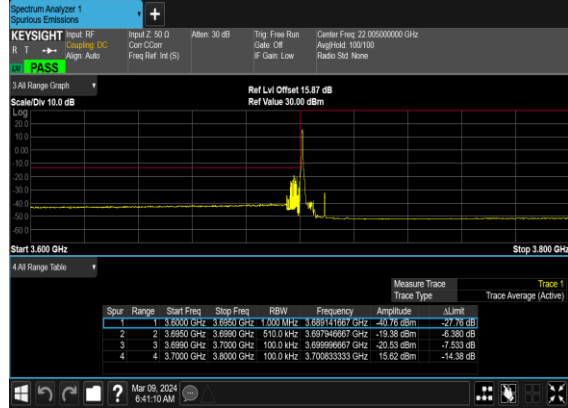 Spectrum Analyzer 1
Spurious Emissions
+
KEYSIGHT Input: RF Input Z: 50 Ω Atten: 30 dB Trig: Free Run Center Freq: 22.005000000 GHz
R T Coupling: DC Corr CCorr Gate: Off Avg|Hold: 100/100
Align: Auto Freq Ref: Int (S) IF Gain: Low Radio Std: None
PASS
3 All Range Graph
Ref Lvl Offset 15.87 dB
Scale/Div 10.0 dB Ref Value 30.00 dBm
Log
20.0
10.0
0.00
-10.0
-20.0
-30.0
-40.0
-50.0
-60.0
Start 3.600 GHz Stop 3.800 GHz
4 All Range Table
Measure Trace Trace 1
Trace Type Trace Average (Active)
Spur Range Start Freq Stop Freq RBW Frequency Amplitude ΔLimit
1 1 3.6000 GHz 3.6950 GHz 1.000 MHz 3.689141667 GHz -40.76 dBm -27.76 dB
2 2 3.6950 GHz 3.6990 GHz 510.0 kHz 3.697946667 GHz -19.38 dBm -6.380 dB
3 3 3.6990 GHz 3.7000 GHz 100.0 kHz 3.699996667 GHz -20.53 dBm -7.533 dB
4 4 3.7000 GHz 3.8000 GHz 100.0 kHz 3.700833333 GHz 15.62 dBm -14.38 dB
? Mar 09, 2024
6:41:10 AM